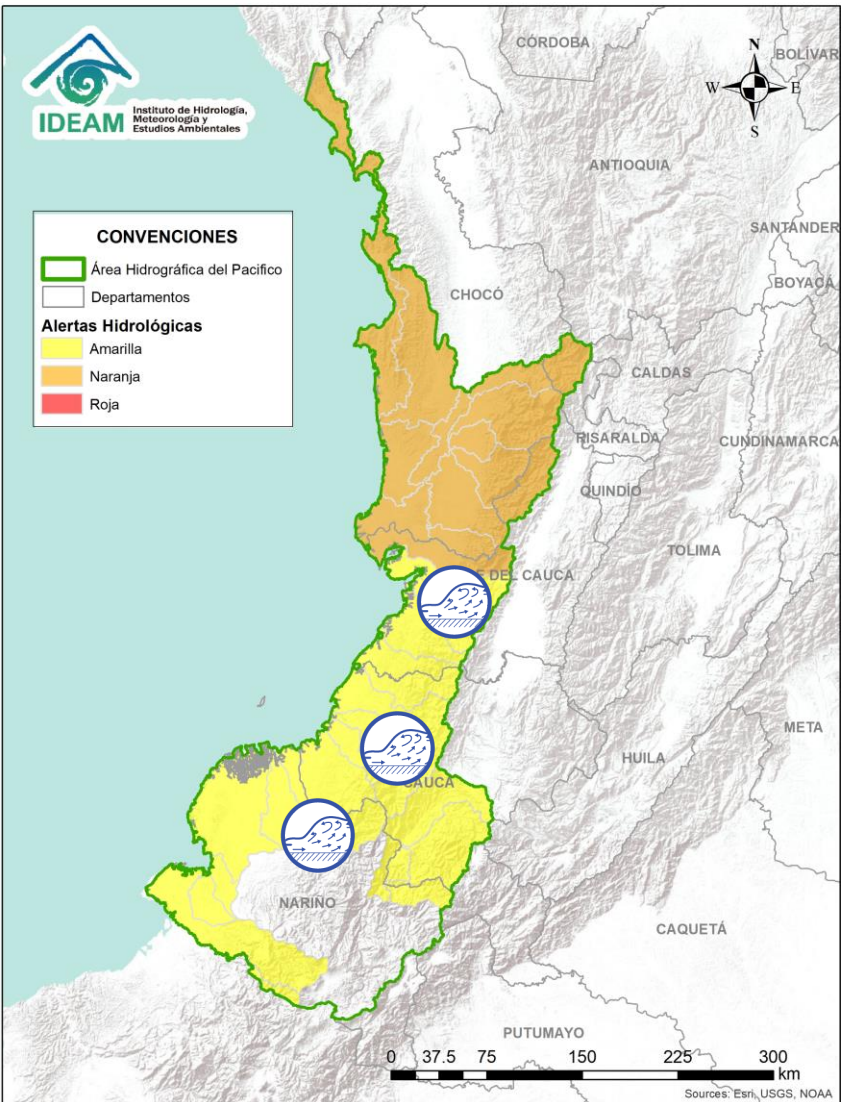 IDEAM
Instituto de Hidrología,
Meteorología y
Estudios Ambientales
N
W
E
S
CÓRDOBA
BOLÍVAR
ANTIOQUIA
SANTANDER
BOYACÁ
CHOCÓ
CALDAS
RISARALDA
CUNDINAMARCA
QUINDÍO
TOLIMA
E DEL CAUCA
META
HUILA
CAUCA
NARIÑO
CAQUETÁ
PUTUMAYO
CONVENCIONES
Área Hidrográfica del Pacifico
Departamentos
Alertas Hidrológicas
Amarilla
Naranja
Roja
0 37.5 75 150 225 300
km
Sources: Esri, USGS, NOAA